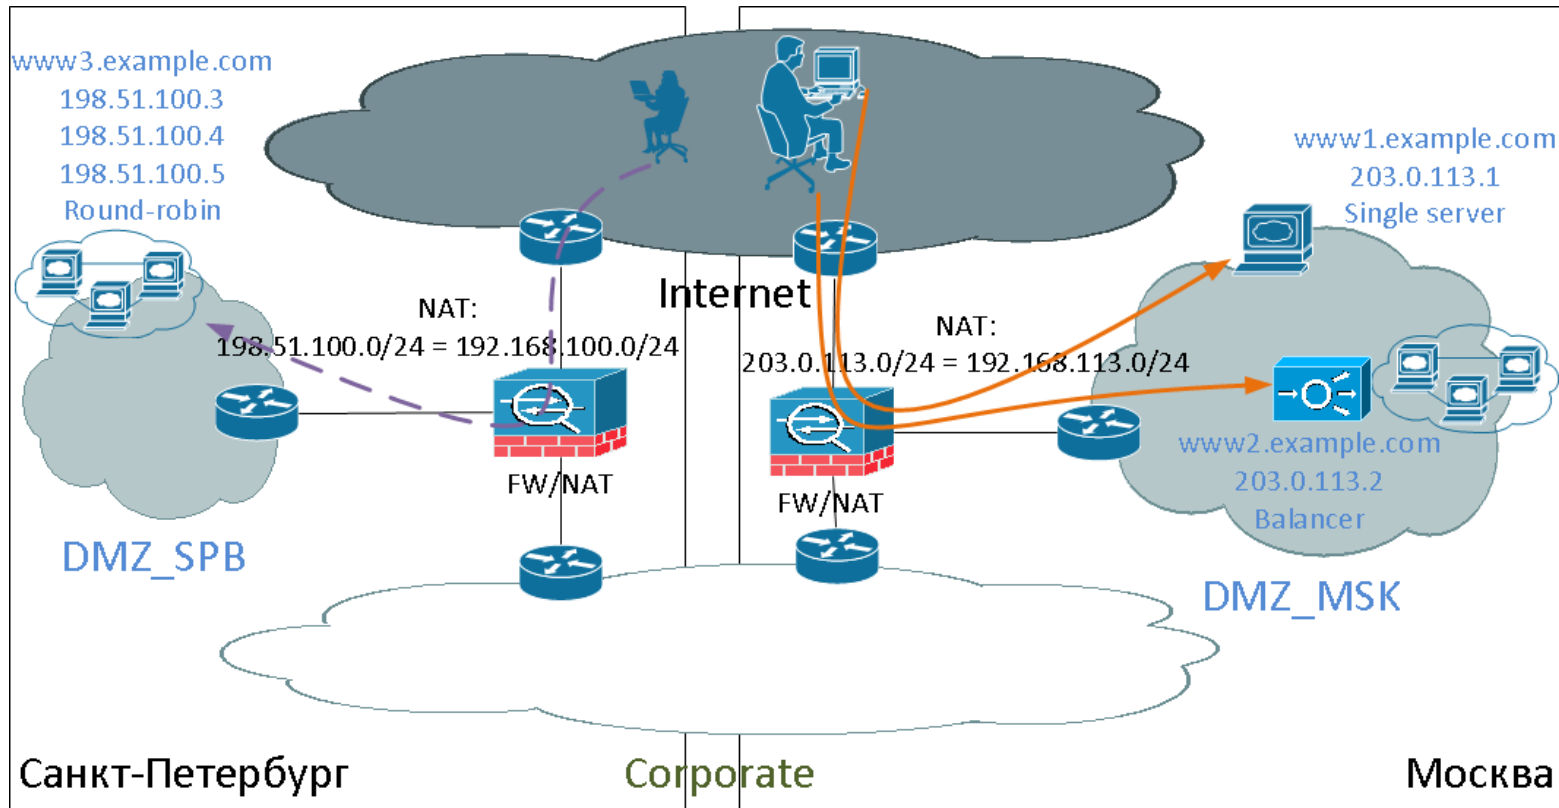 www3.example.com
198.51.100.3
198.51.100.4
198.51.100.5
Round-robin
www1.example.com
203.0.113.1
Single server
Internet
NAT:
198.51.100.0/24 = 192.168.100.0/24
NAT:
203.0.113.0/24 = 192.168.113.0/24
FW/NAT
FW/NAT
www2.example.com
203.0.113.2
Balancer
DMZ_SPB
DMZ_MSK
Санкт-Петербург
Corporate
Москва